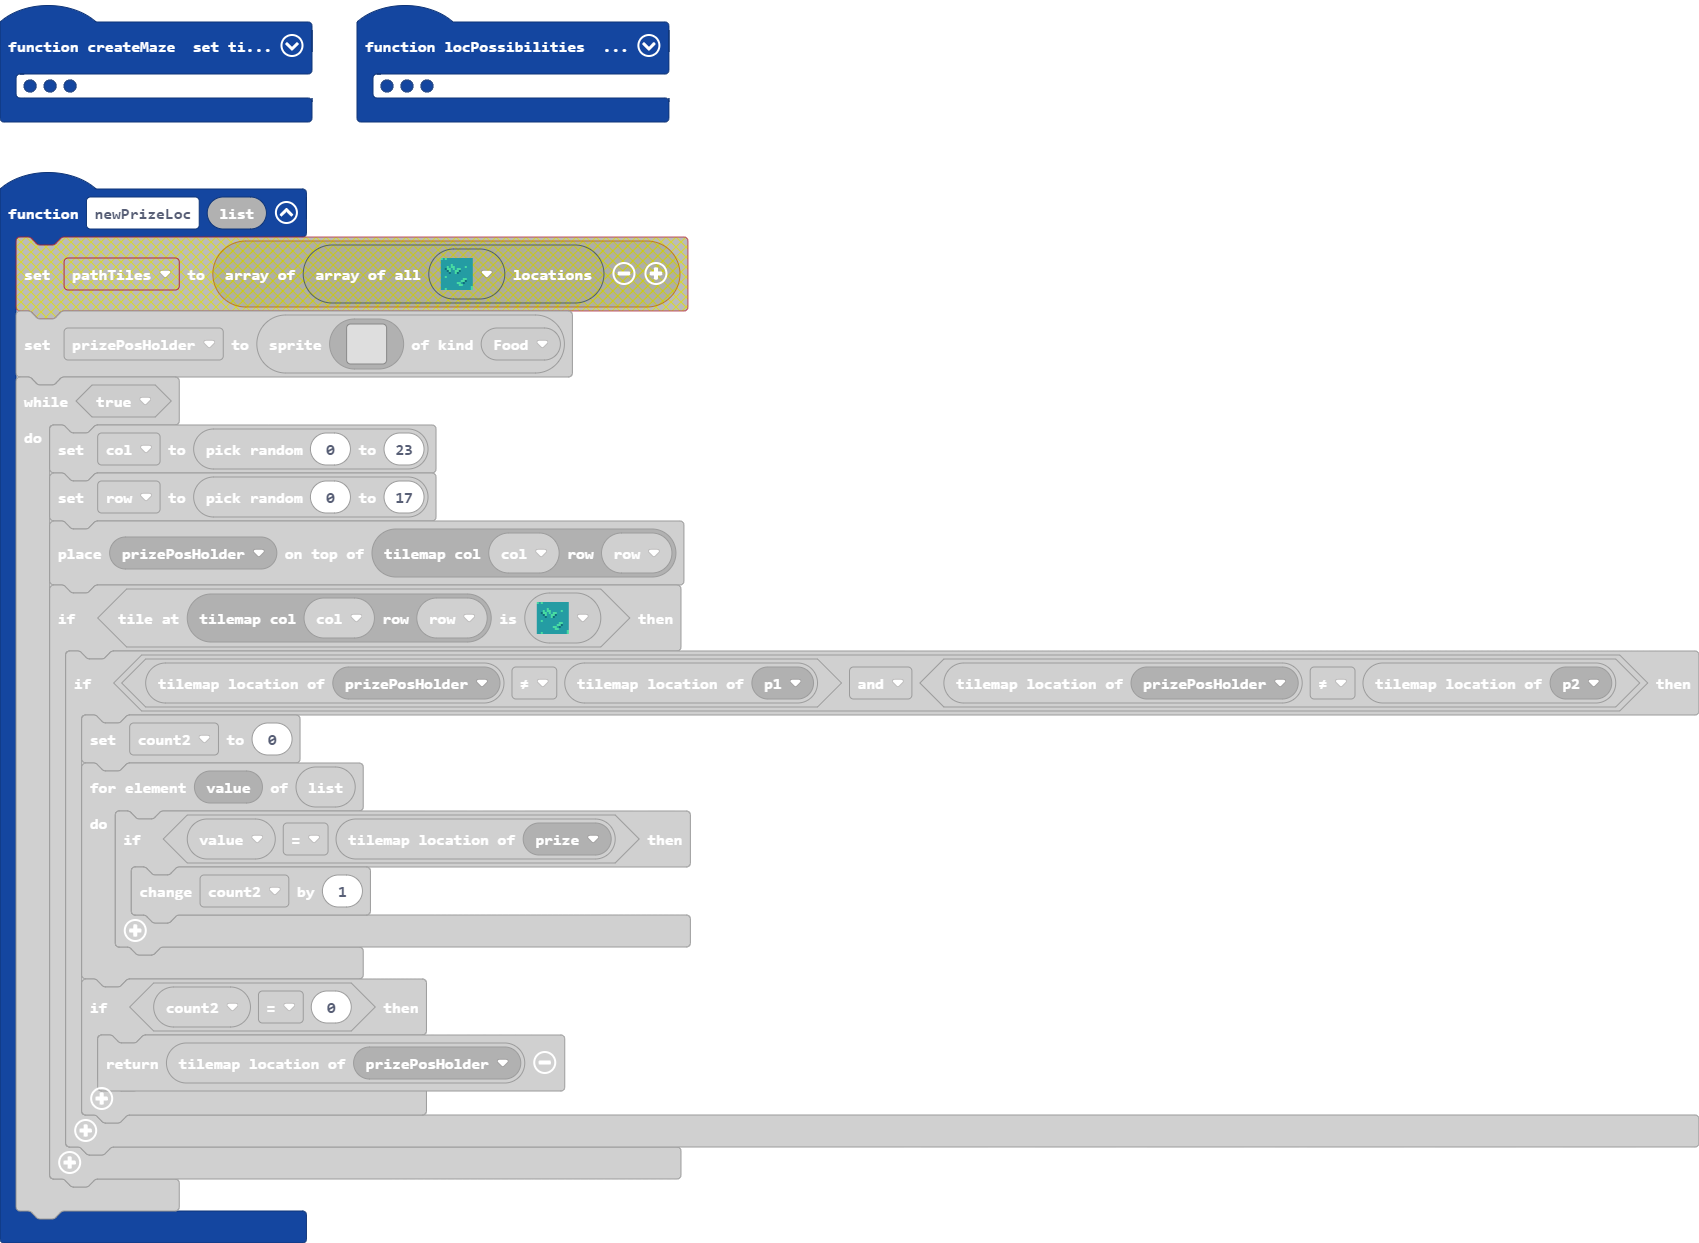 function createMaze set ti...
function locPossibilities ...
function newPrizeLoc list
set pathTiles to array of array of all locations
set prizePosHolder to sprite of kind Food
while true
do
set col to pick random 0 to 23
set row to pick random 0 to 17
place prizePosHolder on top of tilemap col col row row
if tile at tilemap col col row row is then
if tilemap location of prizePosHolder ≠ tilemap location of p1 and tilemap location of prizePosHolder ≠ tilemap location of p2 then
set count2 to 0
for element value of list
do
if value = tilemap location of prize then
change count2 by 1
if count2 = 0 then
return tilemap location of prizePosHolder